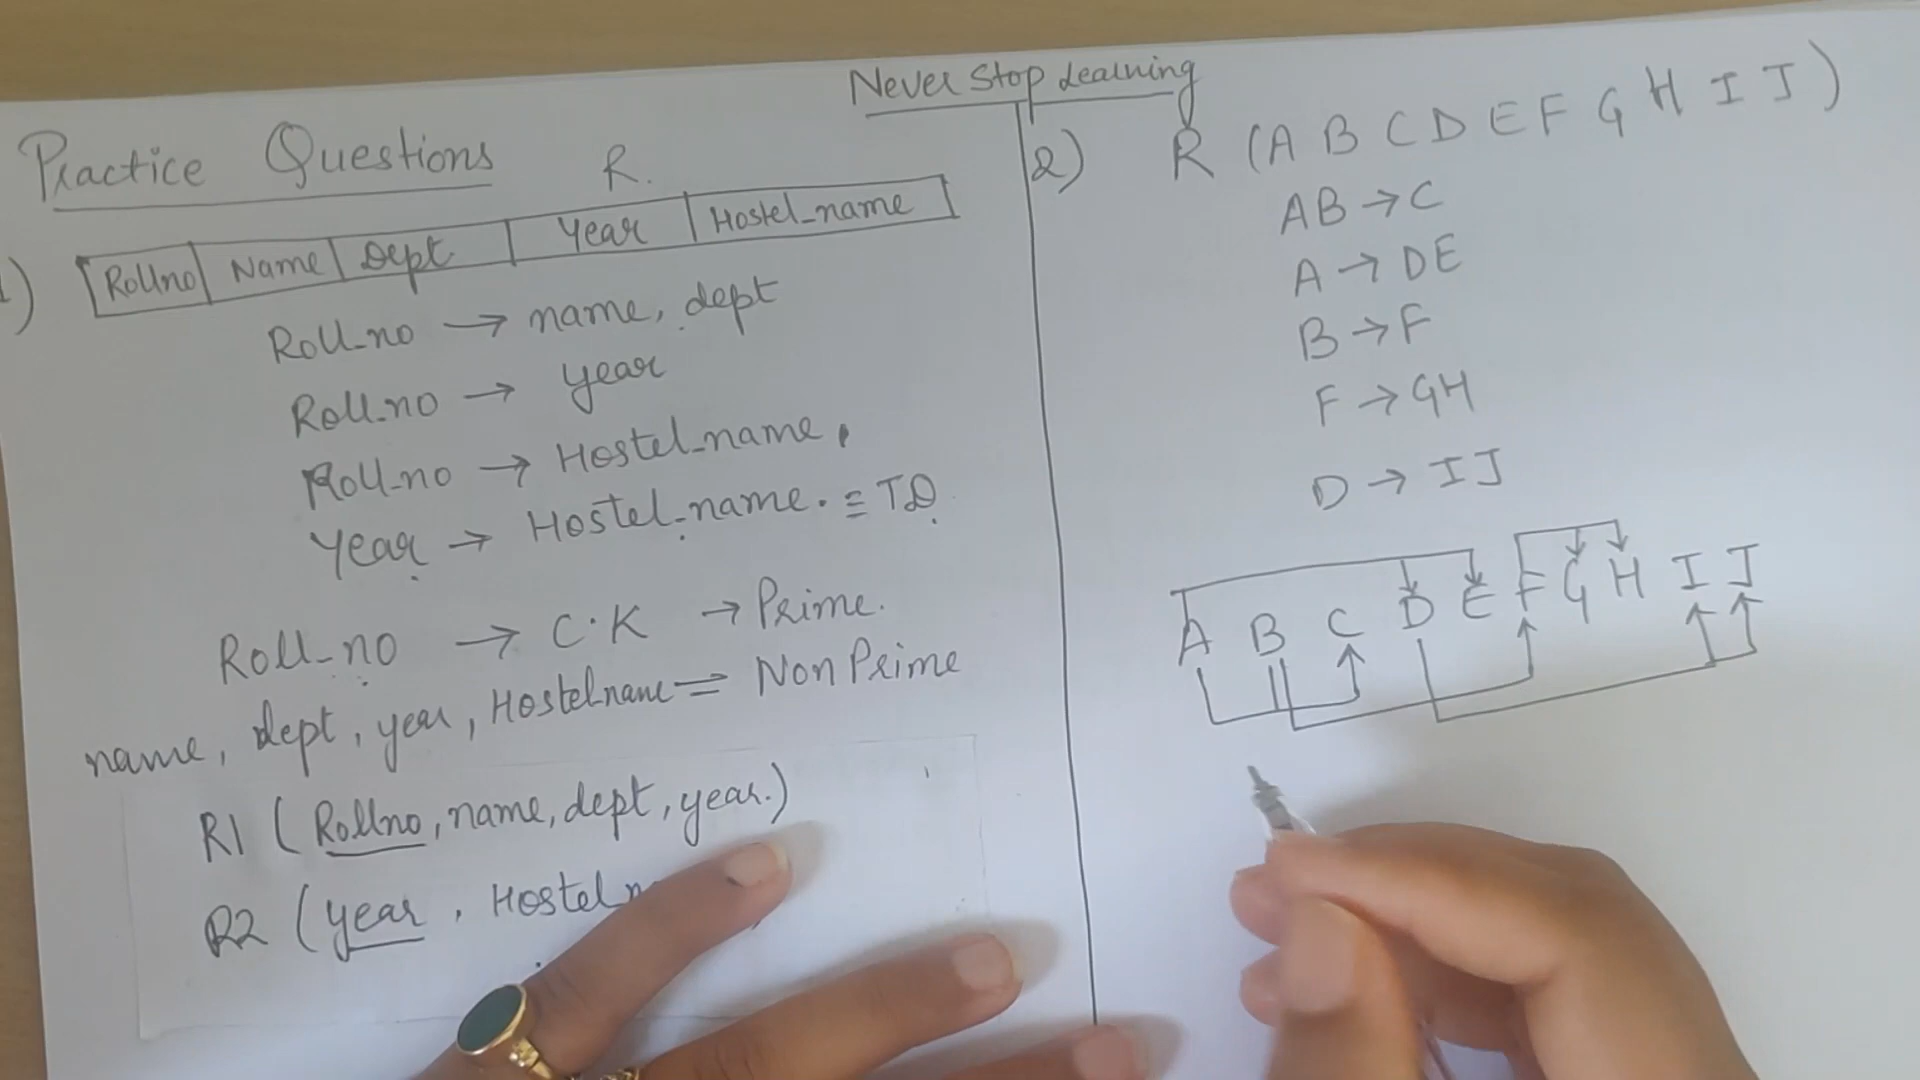 Never Stop Learning
Practice Questions
R.
1)
Rollno Name Dept Year Hostel_name
Roll_no → name, dept
Roll_no → year
Roll_no → Hostel_name,
Year → Hostel_name. = TD.
Roll_no → C.K → Prime.
name, dept, year, Hostelname = Non Prime
R1 (Rollno, name, dept, year.)
R2 (year, Hostel
2) R (A B C D E F G H I J)
AB → C
A → DE
B → F
F → GH
D → IJ
A B C D E F G H I J